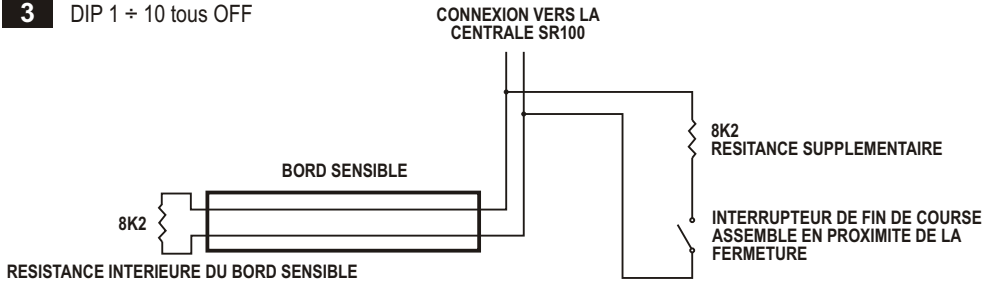 3 DIP 1 ÷ 10 tous OFF
CONNEXION VERS LA
CENTRALE SR100
8K2
RESITANCE SUPPLEMENTAIRE
BORD SENSIBLE
8K2
INTERRUPTEUR DE FIN DE COURSE
ASSEMBLE EN PROXIMITE DE LA
FERMETURE
RESISTANCE INTERIEURE DU BORD SENSIBLE